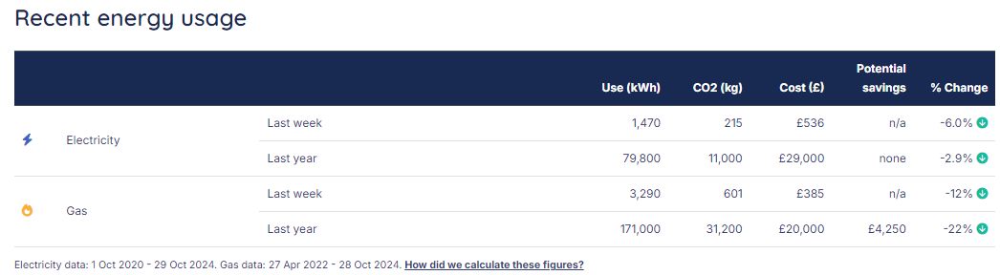 Recent energy usage
Potential
Use (kWh) CO2 (kg) Cost (£) savings % Change
Last week 1,470 215 £536 n/a -6.0%
Electricity
Last year 79,800 11,000 £29,000 none -2.9%
Last week 3,290 601 £385 n/a -12%
Gas
Last year 171,000 31,200 £20,000 £4,250 -22%
Electricity data: 1 Oct 2020 - 29 Oct 2024. Gas data: 27 Apr 2022 - 28 Oct 2024. How did we calculate these figures?